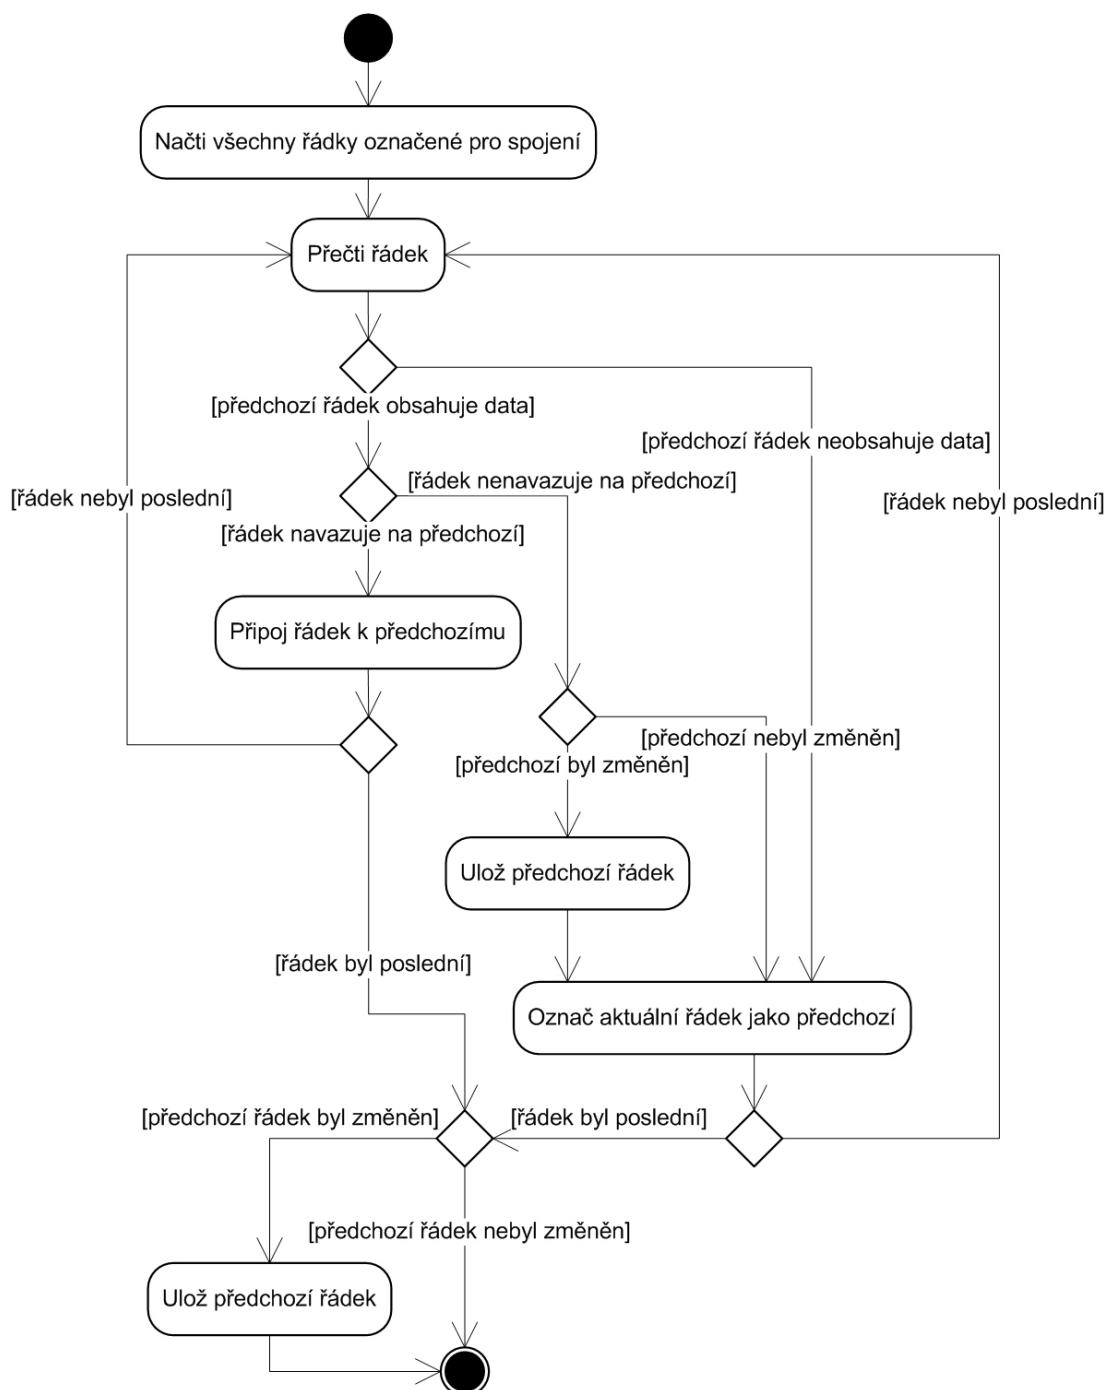 Načti všechny řádky označené pro spojení
Přečti řádek
[předchozí řádek obsahuje data]
[předchozí řádek neobsahuje data]
[řádek nenavazuje na předchozí]
[řádek nebyl poslední]
[řádek nebyl poslední]
[řádek navazuje na předchozí]
Připoj řádek k předchozímu
[předchozí nebyl změněn]
[předchozí byl změněn]
Ulož předchozí řádek
[řádek byl poslední]
Označ aktuální řádek jako předchozí
[předchozí řádek byl změněn]
[řádek byl poslední]
[předchozí řádek nebyl změněn]
Ulož předchozí řádek